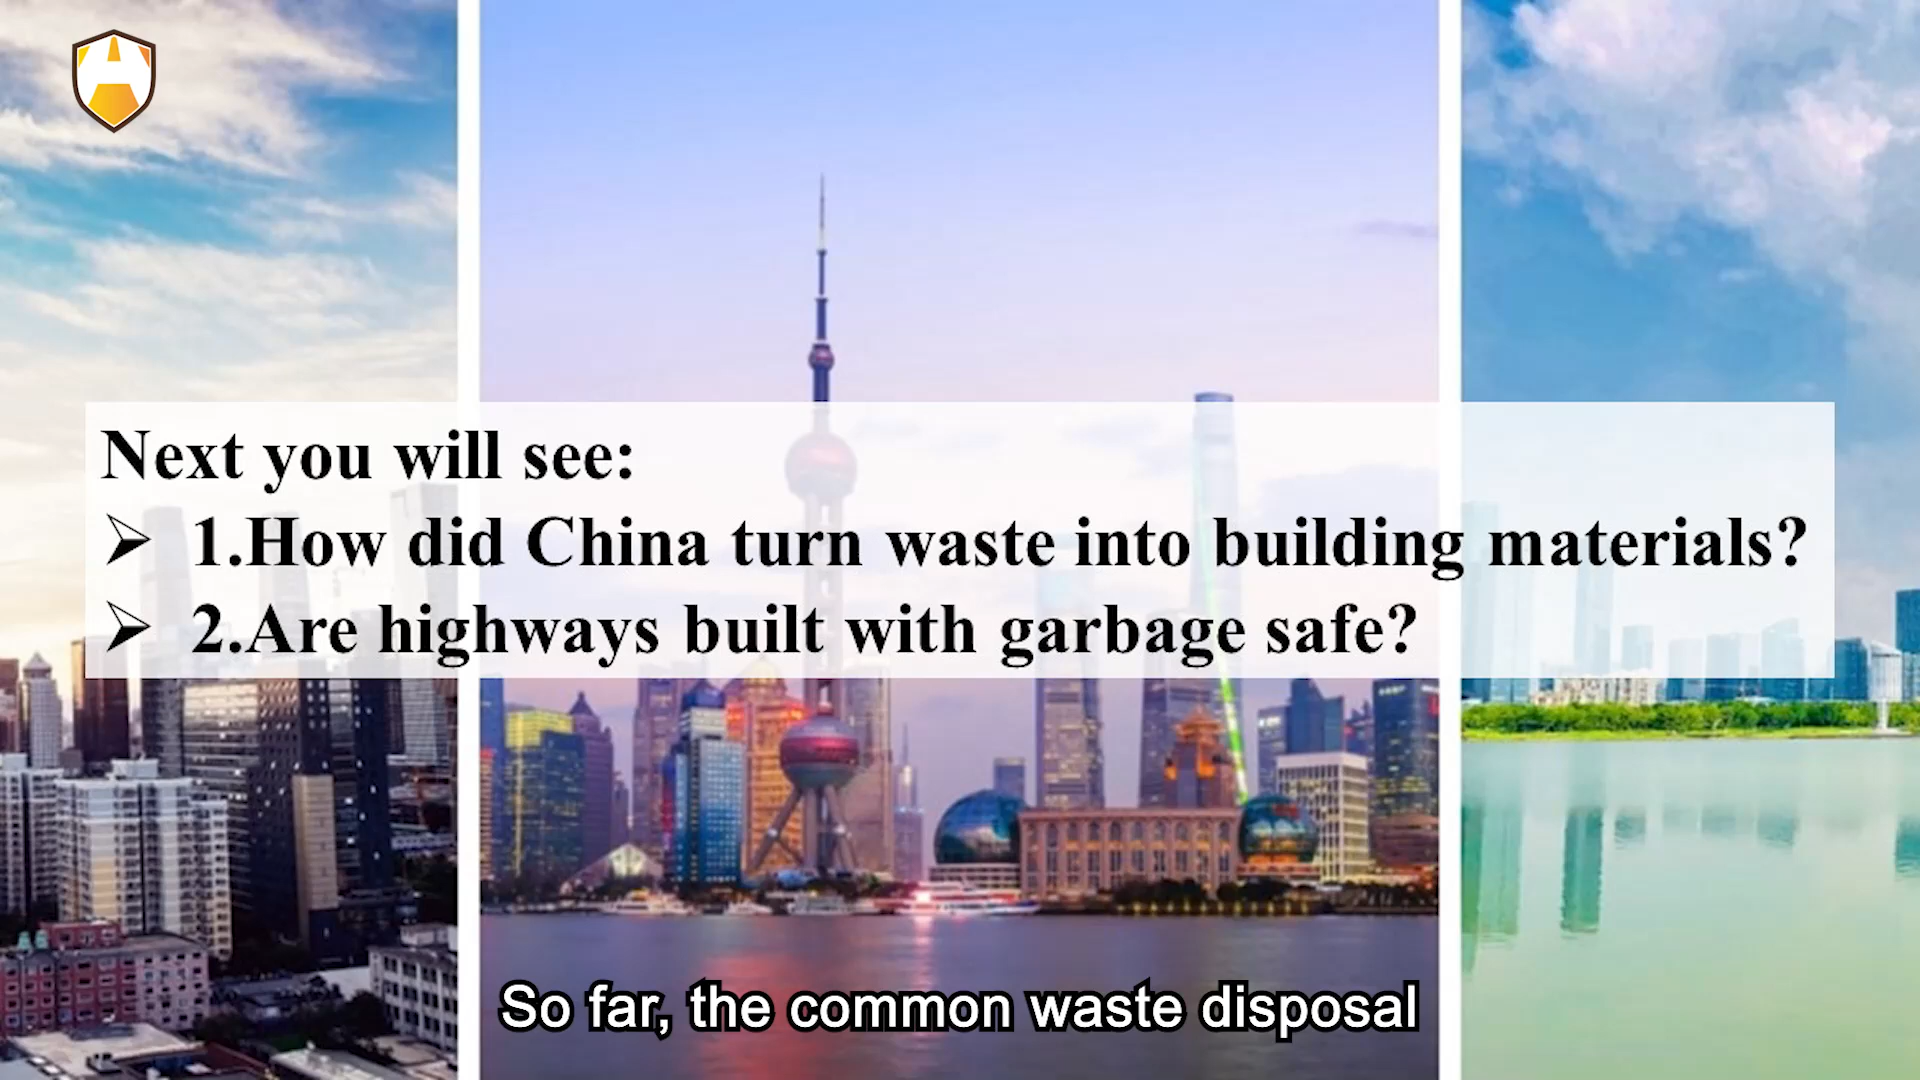 Next you will see:
➢ 1.How did China turn waste into building materials?
➢ 2.Are highways built with garbage safe?
So far, the common waste disposal